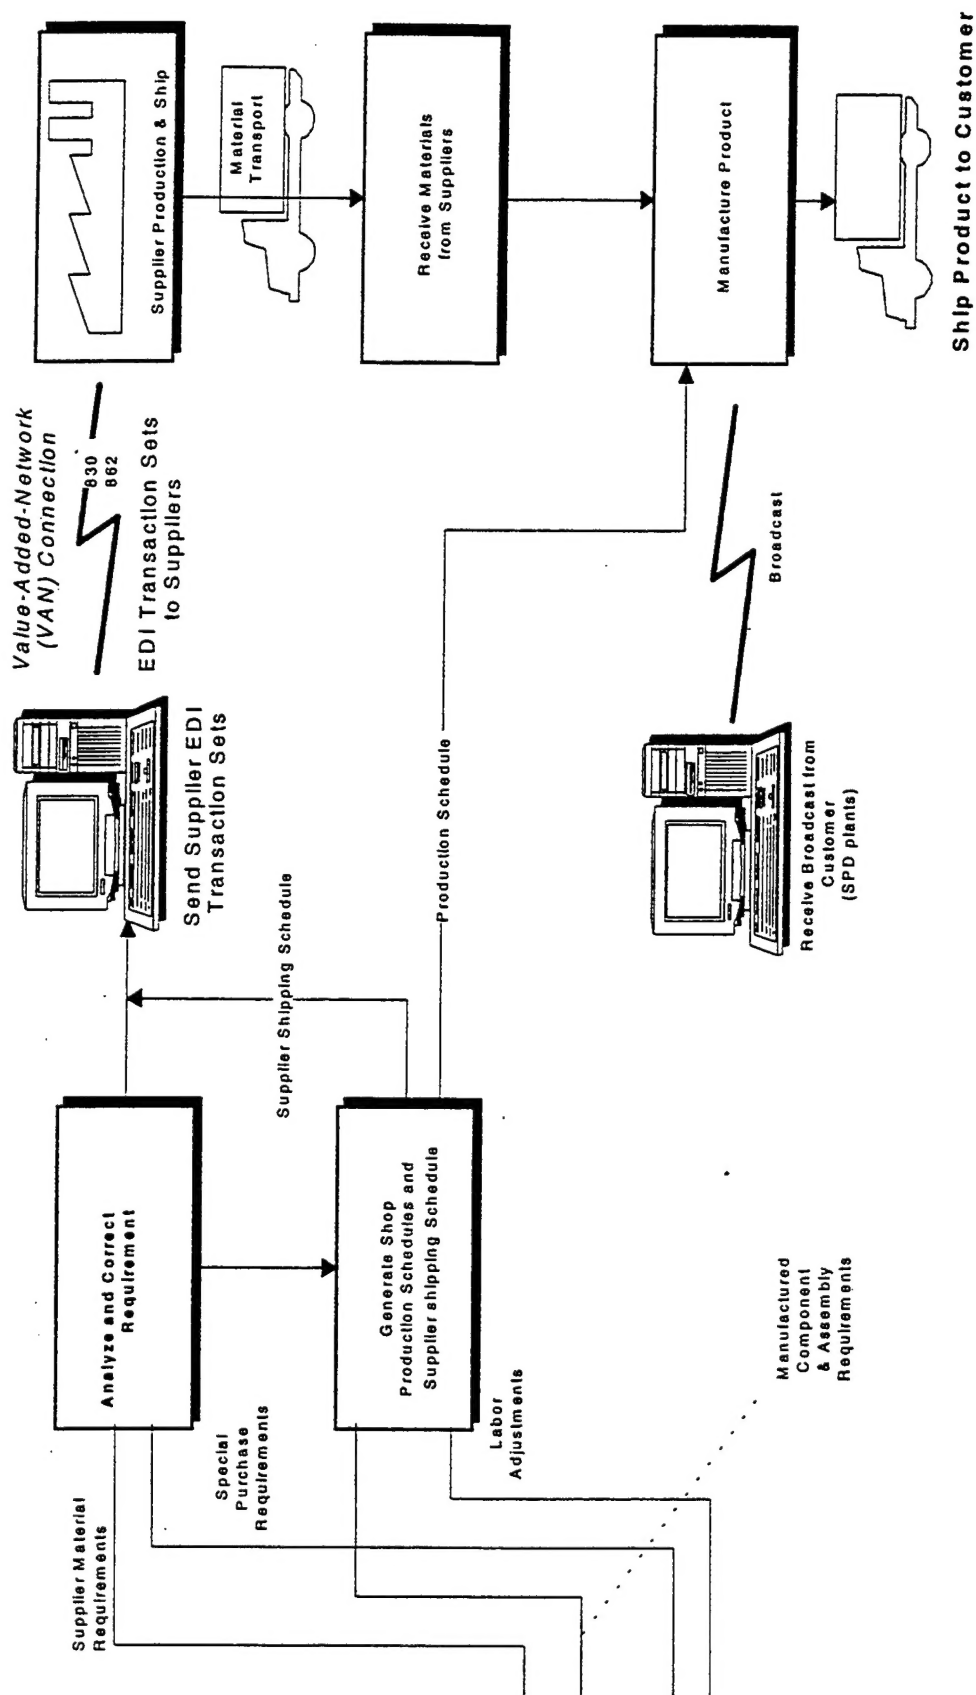 Supplier Material
Requirements
Special
Purchase
Requirements
Analyze and Correct
Requirement
Send Supplier EDI
Transaction Sets
Value-Added-Network
(VAN) Connection
830
862
EDI Transaction Sets
to Suppliers
Supplier Production & Ship
Material
Transport
Supplier Shipping Schedule
Labor
Adjustments
Generate Shop
Production Schedules and
Supplier shipping Schedule
Production Schedule
Receive Materials
from Suppliers
Manufactured
Component
& Assembly
Requirements
Receive Broadcast from
Customer
(SPD plants)
Broadcast
Manufacture Product
Ship Product to Customer